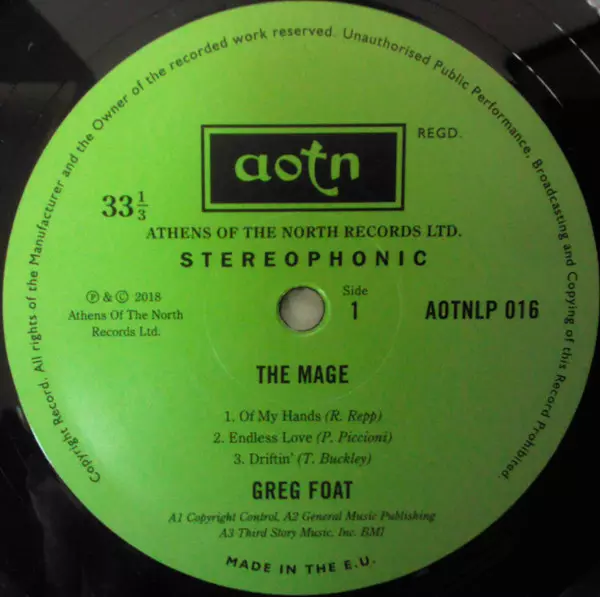 Copyright Record. All rights of the Manufacturer and the Owner of the recorded work reserved. Unauthorised Public Performance, Broadcasting and Copying of this Record Prohibited.
aotn
REGD.
33 1/3
ATHENS OF THE NORTH RECORDS LTD.
STEREOPHONIC
Ⓟ & © 2018
Athens Of The North
Records Ltd.
Side
1
AOTNLP 016
THE MAGE
1. Of My Hands (R. Repp)
2. Endless Love (P. Piccioni)
3. Driftin' (T. Buckley)
GREG FOAT
A1 Copyright Control, A2 General Music Publishing
A3 Third Story Music, Inc. BMI
MADE IN THE E.U.